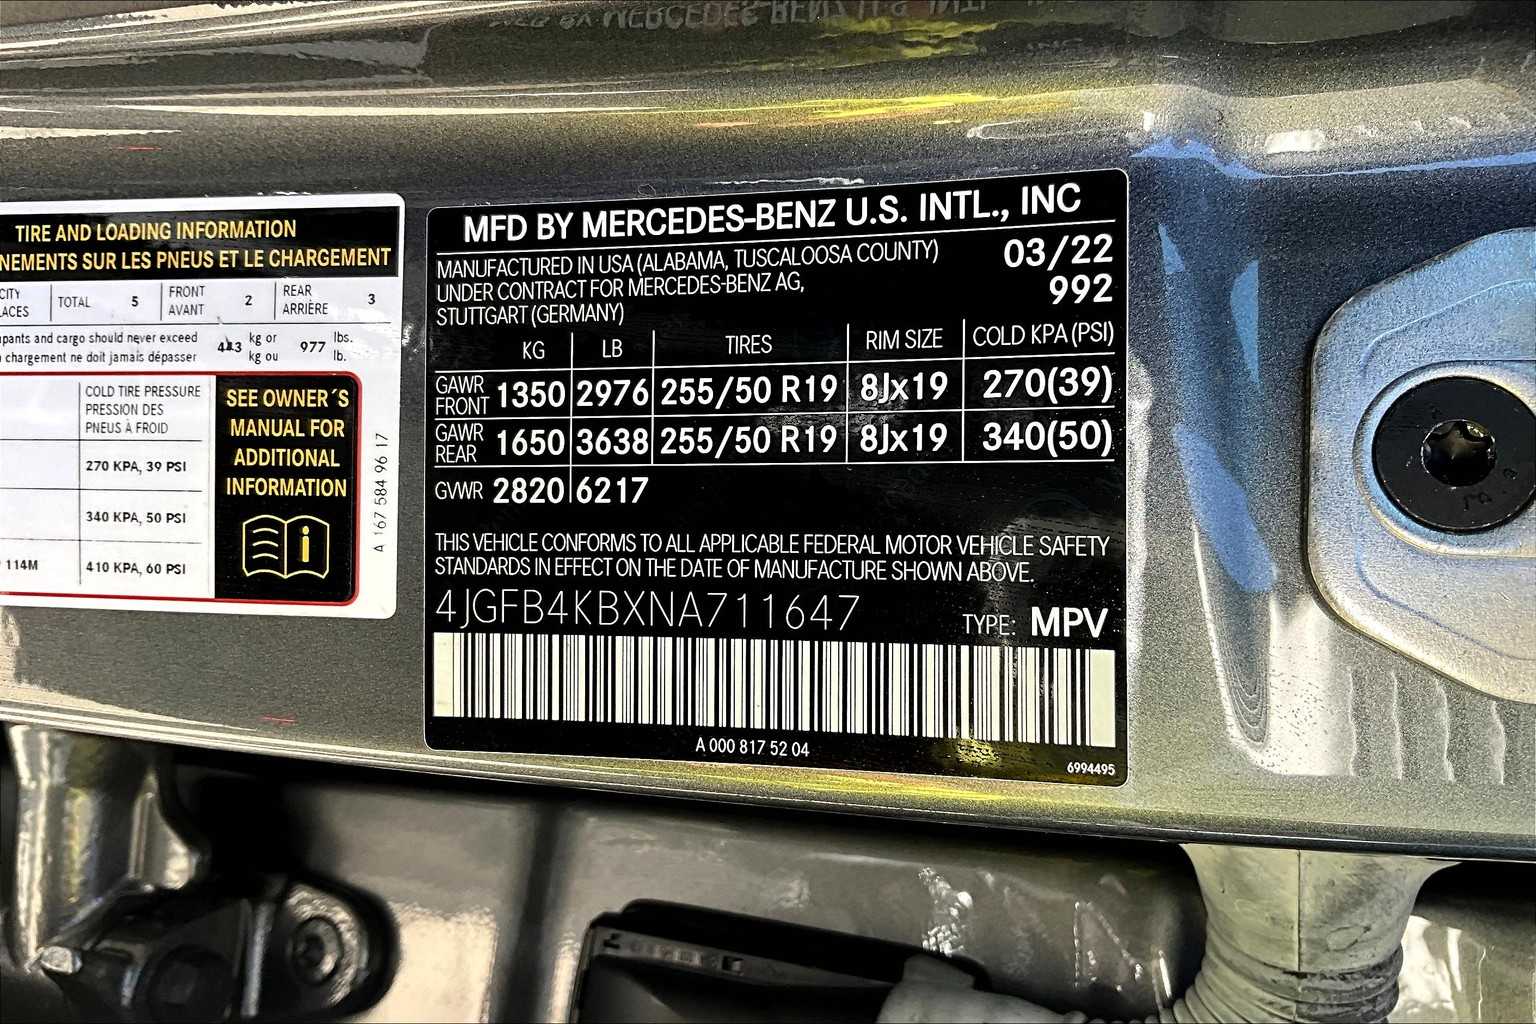 TIRE AND LOADING INFORMATION
NEMENTS SUR LES PNEUS ET LE CHARGEMENT
CITY TOTAL 5 FRONT 2 REAR 3
LACES AVANT ARRIÈRE
pants and cargo should never exceed 443 kg or 977 lbs.
chargement ne doit jamais dépasser kg ou lb.
COLD TIRE PRESSURE
PRESSION DES
PNEUS À FROID
270 KPA, 39 PSI
340 KPA, 50 PSI
114M 410 KPA, 60 PSI
SEE OWNER´S
MANUAL FOR
ADDITIONAL
INFORMATION
i
A 167 584 96 17
MFD BY MERCEDES-BENZ U.S. INTL., INC
MANUFACTURED IN USA (ALABAMA, TUSCALOOSA COUNTY) 03/22
UNDER CONTRACT FOR MERCEDES-BENZ AG, 992
STUTTGART (GERMANY)
KG LB TIRES RIM SIZE COLD KPA (PSI)
GAWR FRONT 1350 2976 255/50 R19 8Jx19 270(39)
GAWR REAR 1650 3638 255/50 R19 8Jx19 340(50)
GVWR 2820 6217
THIS VEHICLE CONFORMS TO ALL APPLICABLE FEDERAL MOTOR VEHICLE SAFETY
STANDARDS IN EFFECT ON THE DATE OF MANUFACTURE SHOWN ABOVE.
4JGFB4KBXNA711647 TYPE: MPV
A 000 817 52 04
6994495